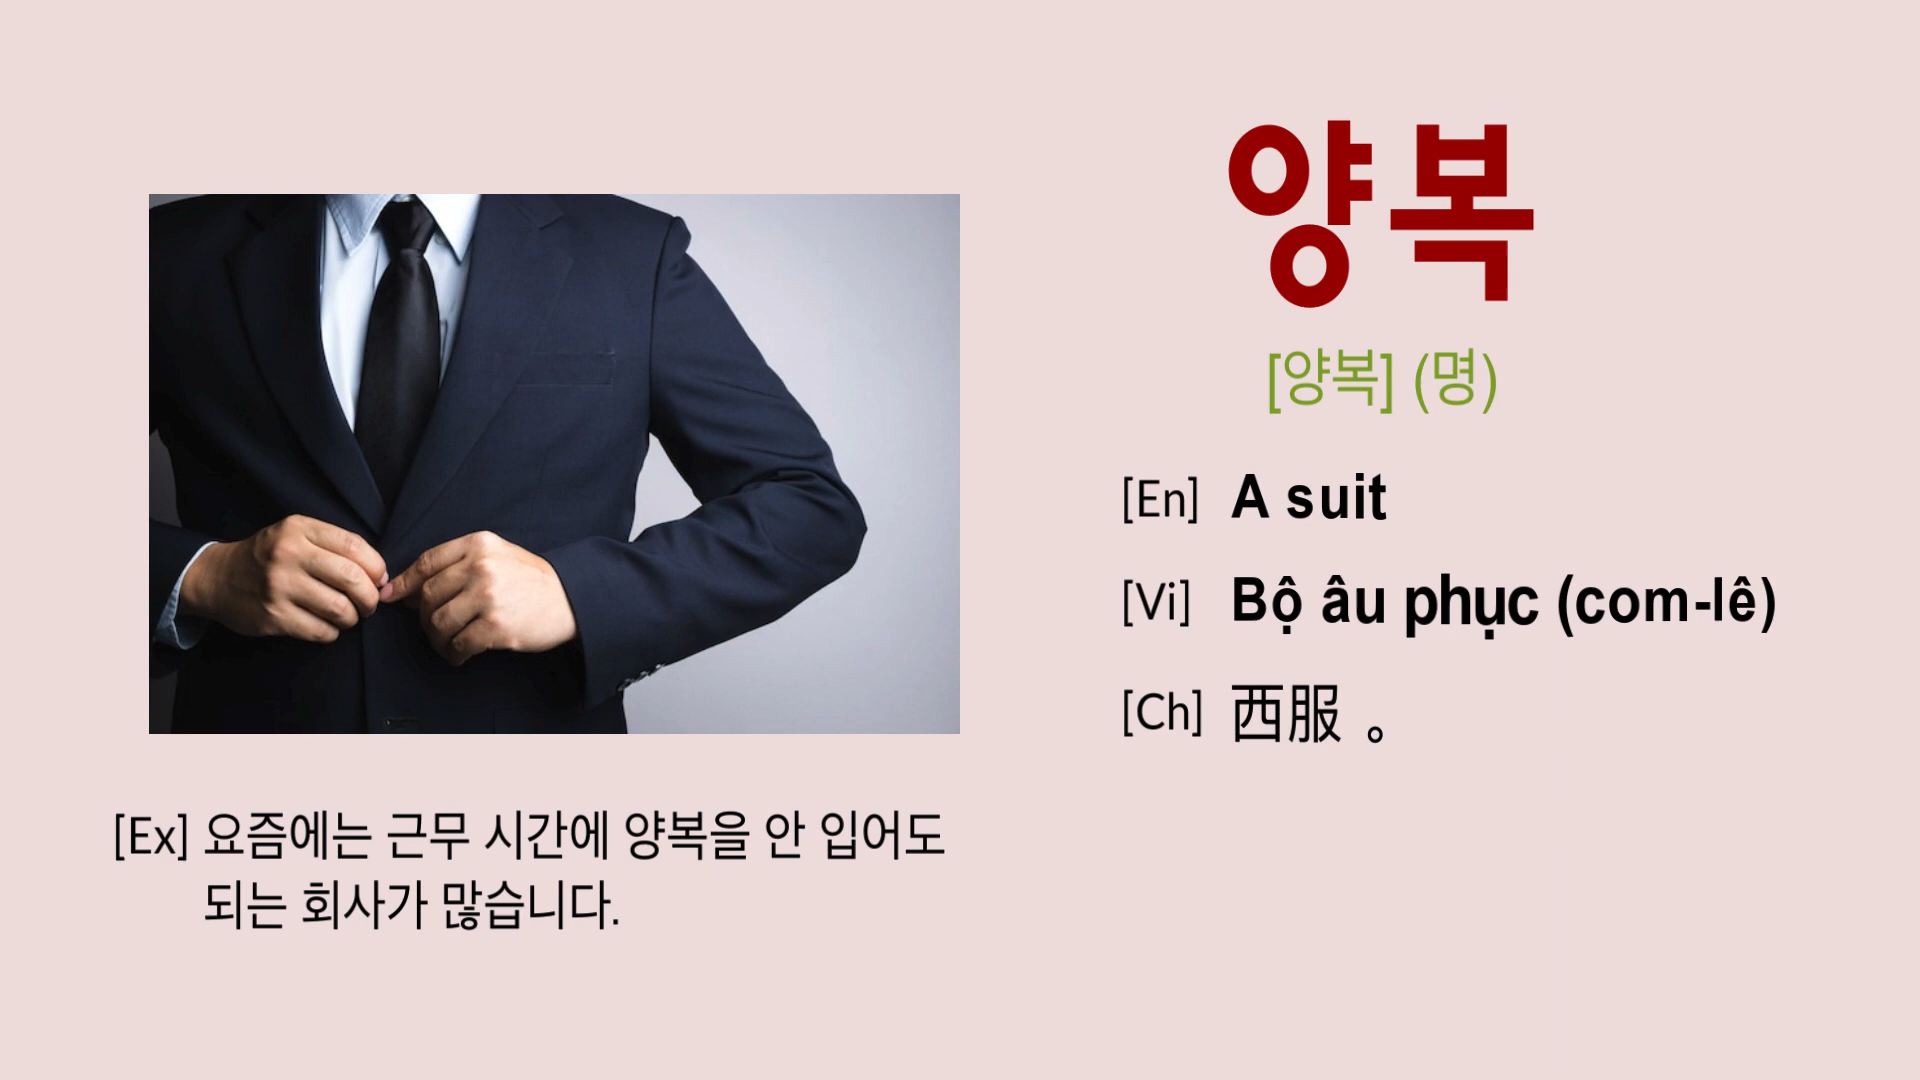 양복
[양복] (명)
[En] A suit
[Vi] Bộ âu phục (com-lê)
[Ch] 西服 。
[Ex] 요즘에는 근무 시간에 양복을 안 입어도
되는 회사가 많습니다.